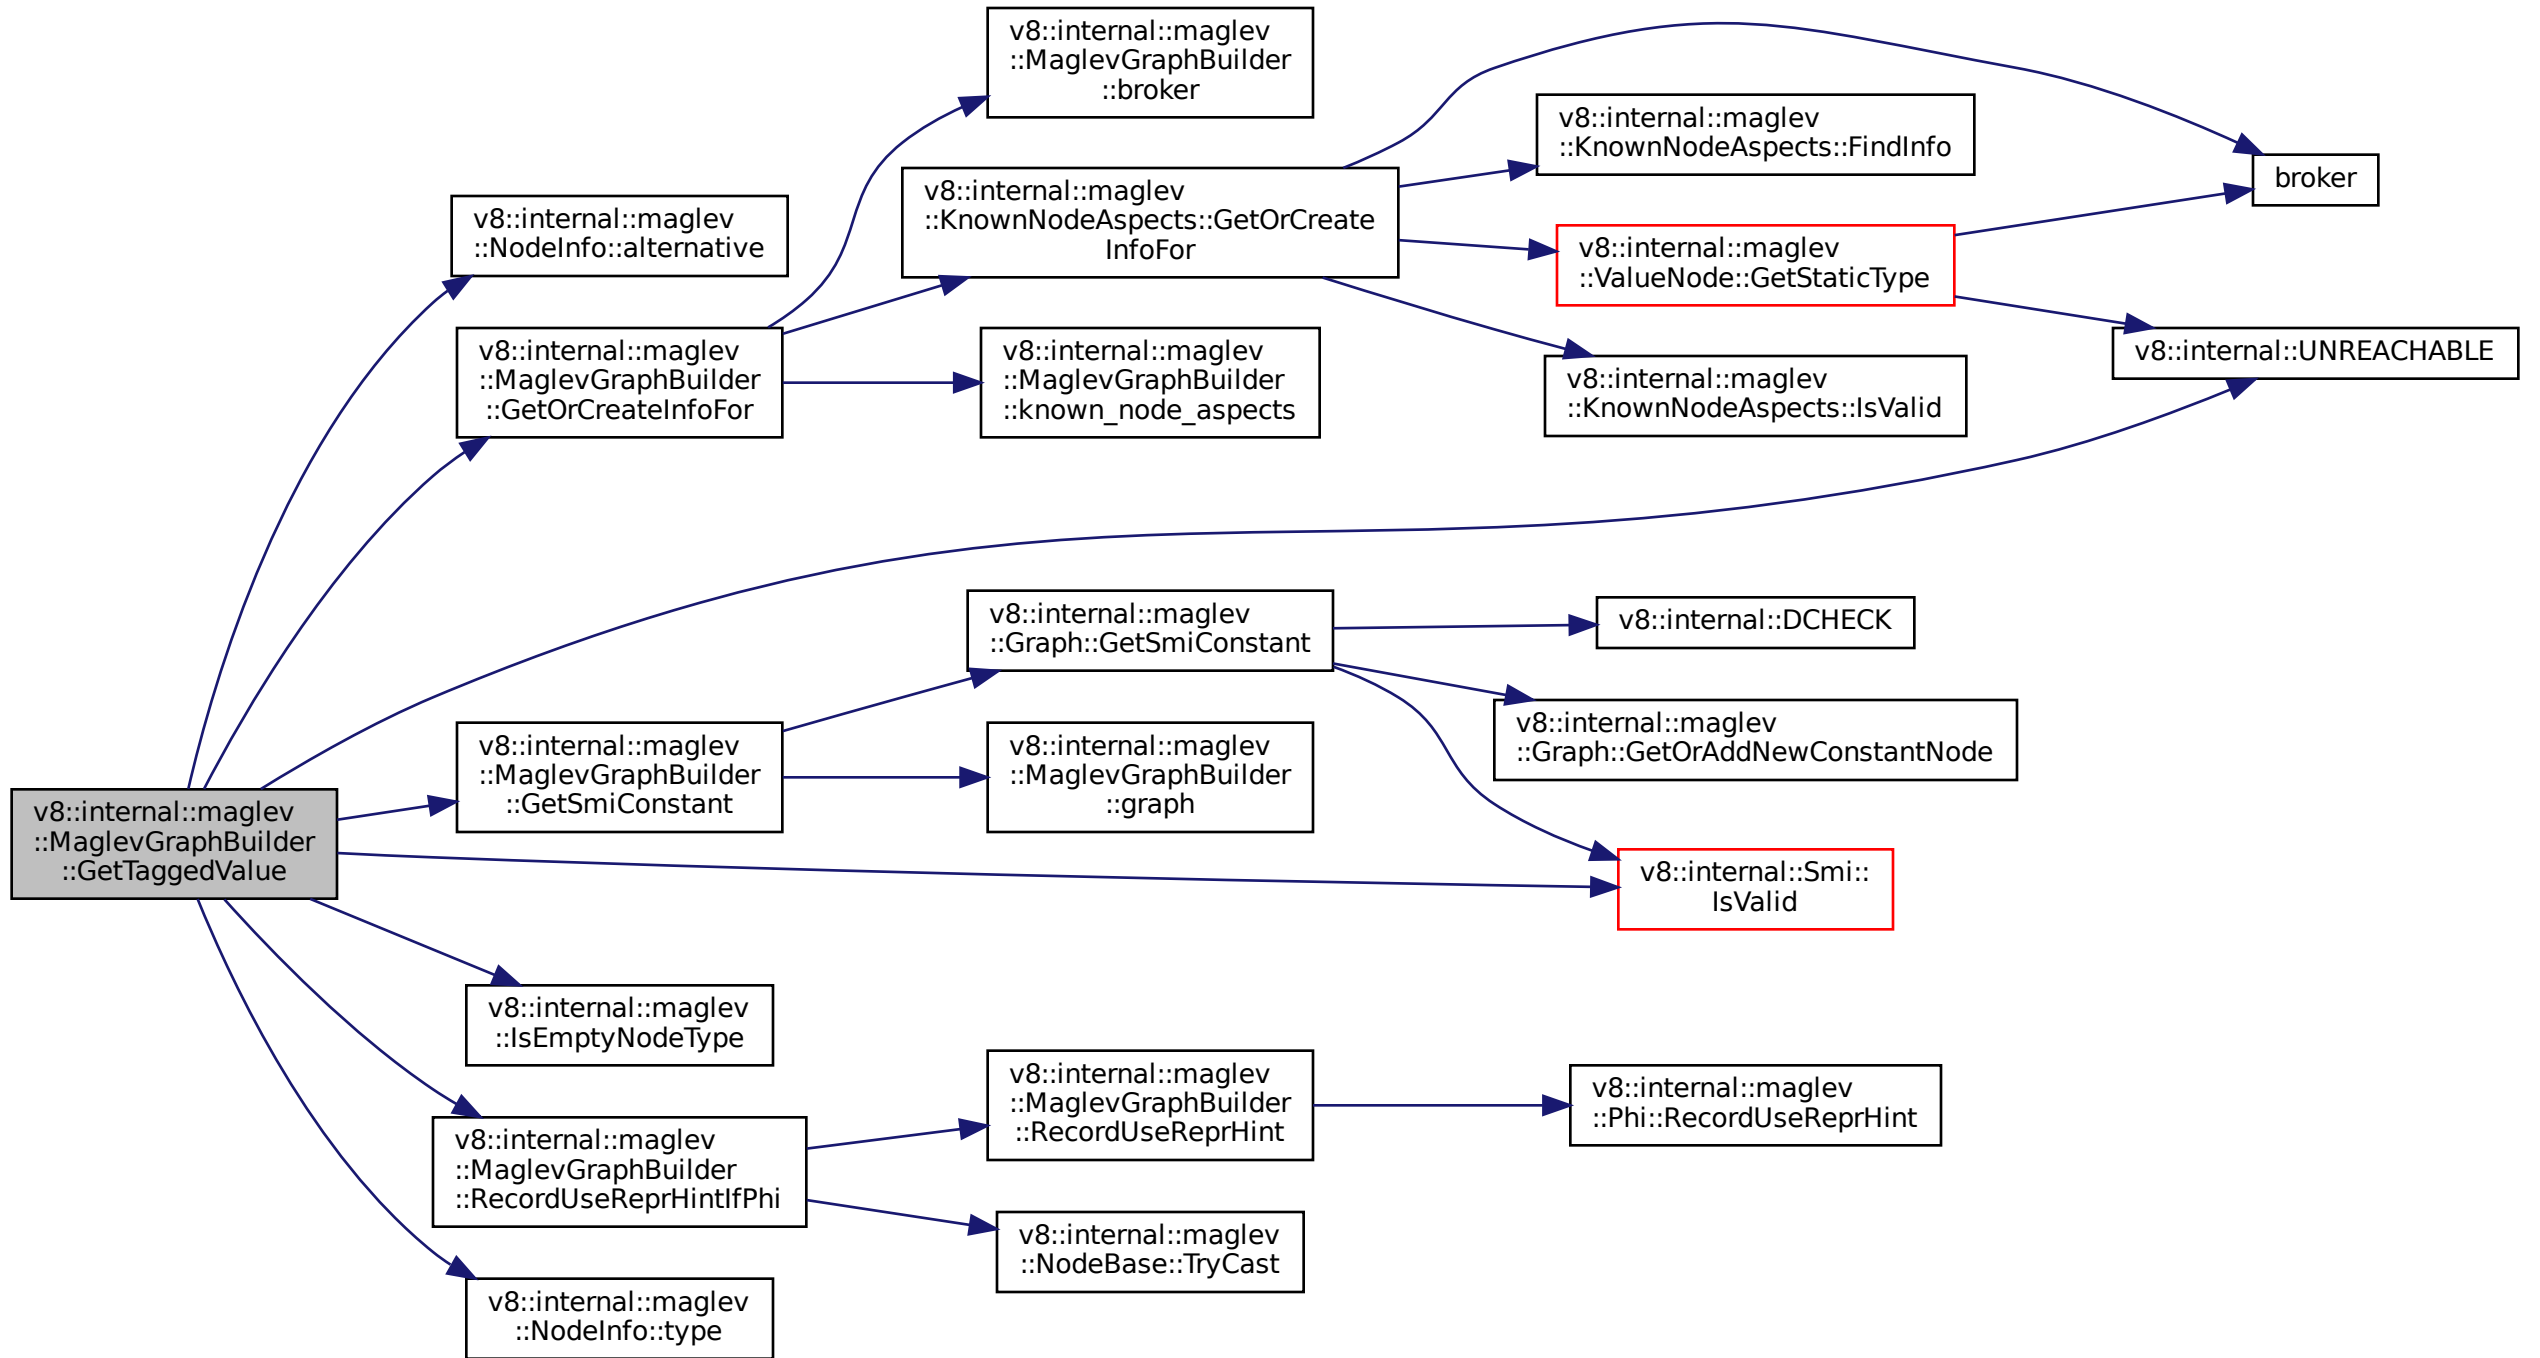 v8::internal::maglev
::MaglevGraphBuilder
::GetTaggedValue
v8::internal::maglev
::NodeInfo::alternative
v8::internal::maglev
::MaglevGraphBuilder
::GetOrCreateInfoFor
v8::internal::maglev
::MaglevGraphBuilder
::broker
v8::internal::maglev
::KnownNodeAspects::GetOrCreate
InfoFor
v8::internal::maglev
::MaglevGraphBuilder
::known_node_aspects
v8::internal::maglev
::KnownNodeAspects::FindInfo
v8::internal::maglev
::ValueNode::GetStaticType
v8::internal::maglev
::KnownNodeAspects::IsValid
broker
v8::internal::UNREACHABLE
v8::internal::maglev
::MaglevGraphBuilder
::GetSmiConstant
v8::internal::maglev
::Graph::GetSmiConstant
v8::internal::maglev
::MaglevGraphBuilder
::graph
v8::internal::DCHECK
v8::internal::maglev
::Graph::GetOrAddNewConstantNode
v8::internal::Smi::
IsValid
v8::internal::maglev
::IsEmptyNodeType
v8::internal::maglev
::MaglevGraphBuilder
::RecordUseReprHintIfPhi
v8::internal::maglev
::MaglevGraphBuilder
::RecordUseReprHint
v8::internal::maglev
::Phi::RecordUseReprHint
v8::internal::maglev
::NodeBase::TryCast
v8::internal::maglev
::NodeInfo::type